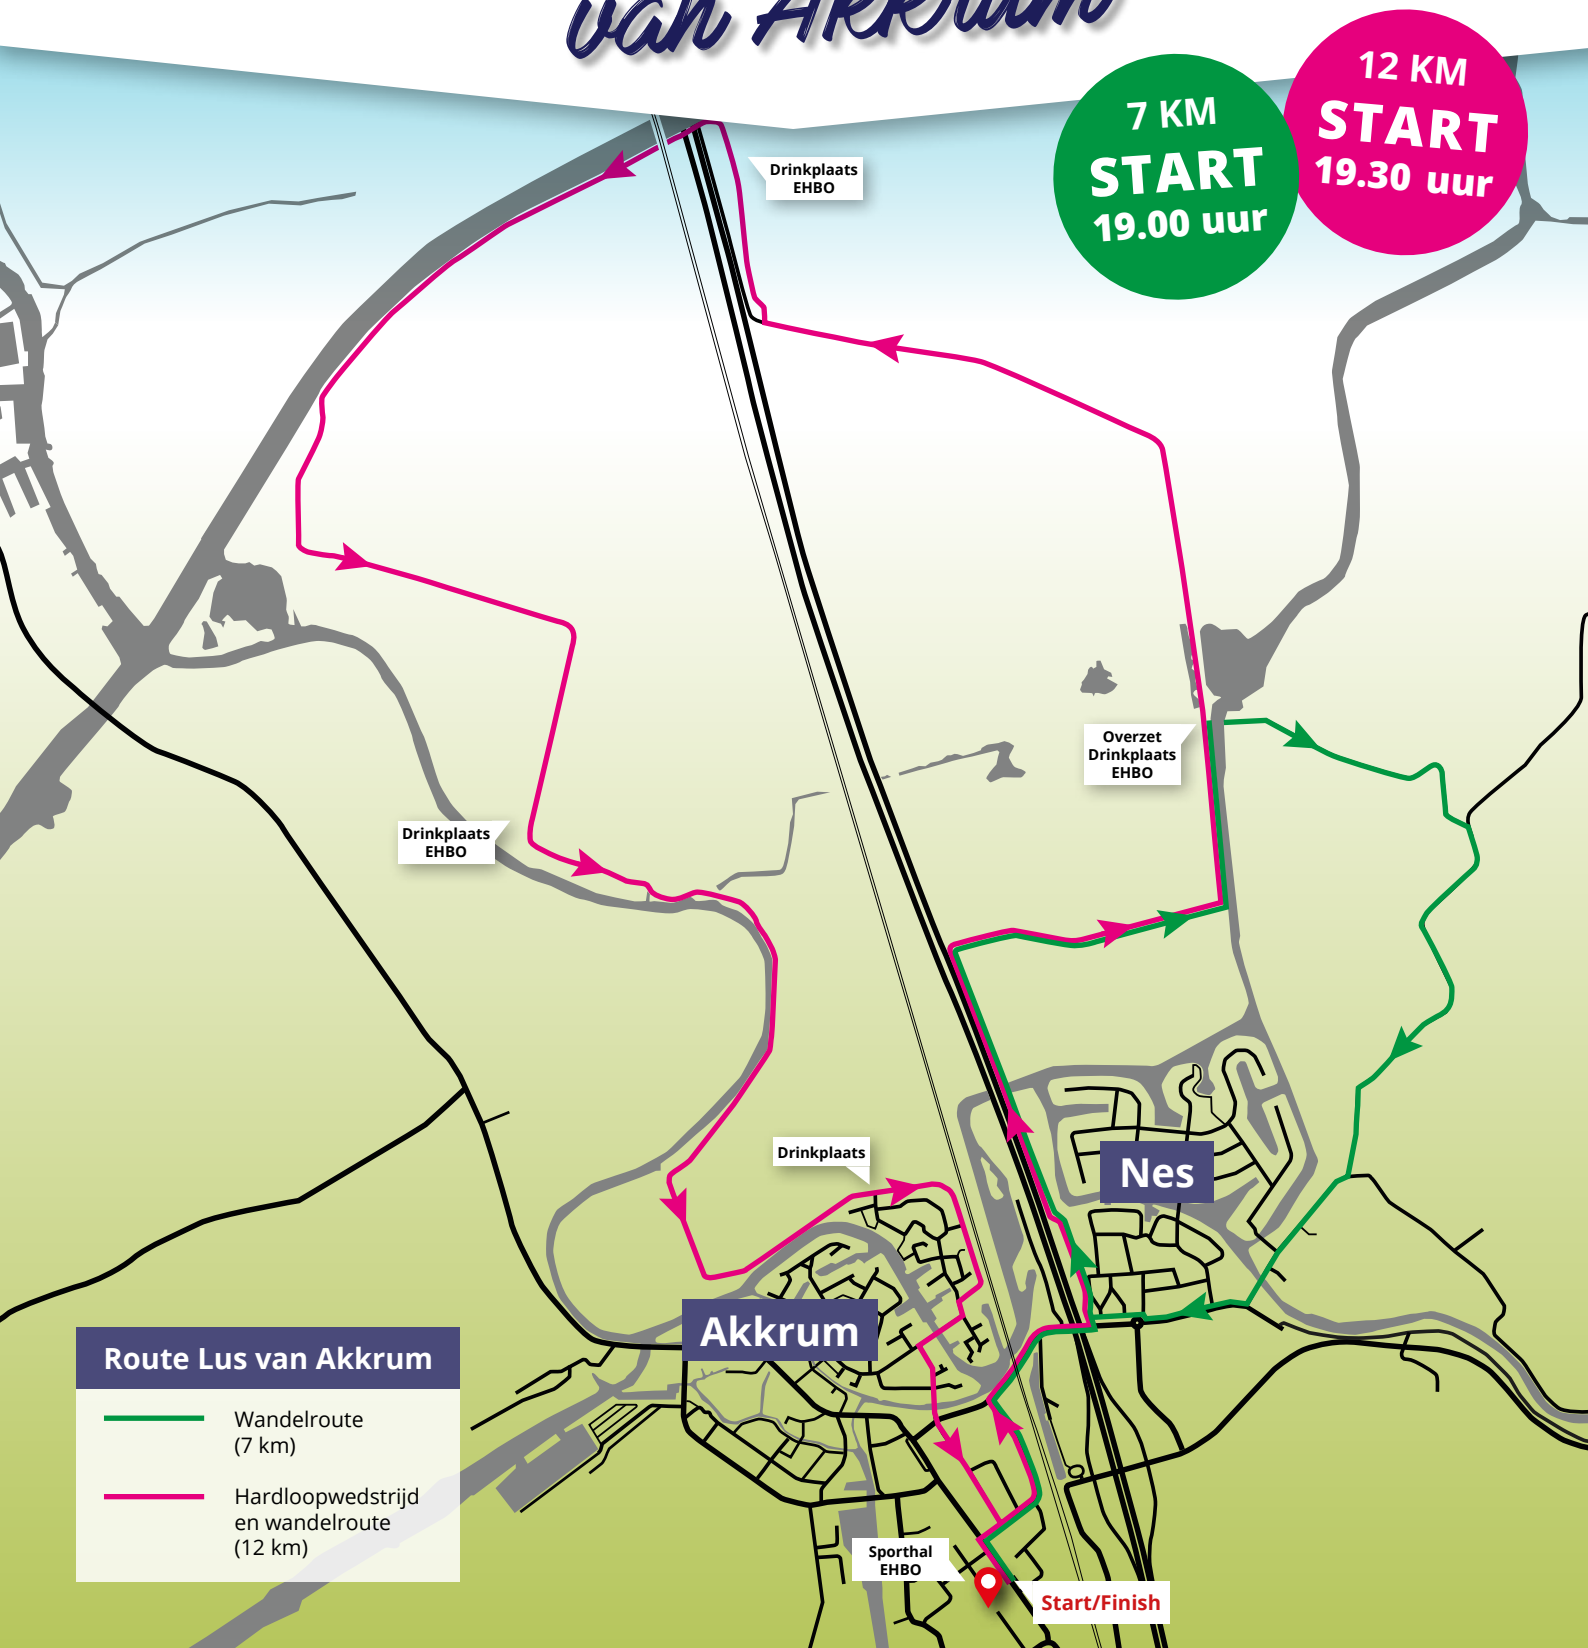 van Akkrum
12 KM
START
19.30 uur
7 KM
START
19.00 uur
Drinkplaats
EHBO
Overzet
Drinkplaats
EHBO
Drinkplaats
EHBO
Drinkplaats
Nes
Akkrum
Route Lus van Akkrum
Wandelroute
(7 km)
Hardloopwedstrijd
en wandelroute
(12 km)
Sporthal
EHBO
Start/Finish